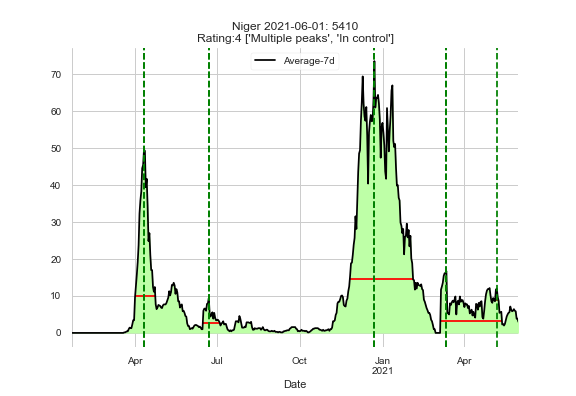 Niger 2021-06-01: 5410
Rating:4 ['Multiple peaks', 'In control']
Average-7d
70
60
50
40
30
20
10
0
Apr Jul Oct Jan Apr
2021
Date